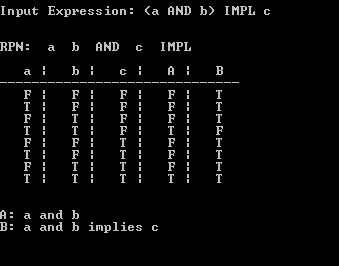 Input Expression: (a AND b) IMPL c
RPN: a b AND c IMPL
a ¦ b ¦ c ¦ A ¦ B
----------------------------------
F ¦ F ¦ F ¦ F ¦ T
T ¦ F ¦ F ¦ F ¦ T
F ¦ T ¦ F ¦ F ¦ T
T ¦ T ¦ F ¦ T ¦ F
F ¦ F ¦ T ¦ F ¦ T
T ¦ F ¦ T ¦ F ¦ T
F ¦ T ¦ T ¦ F ¦ T
T ¦ T ¦ T ¦ T ¦ T
A: a and b
B: a and b implies c